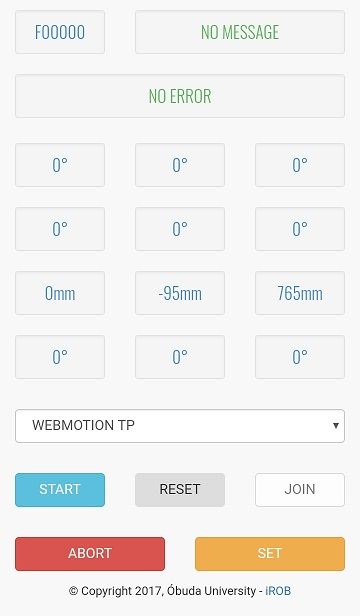 F00000 NO MESSAGE
NO ERROR
0° 0° 0°
0° 0° 0°
0mm -95mm 765mm
0° 0° 0°
WEBMOTION TP
START RESET JOIN
ABORT SET
© Copyright 2017, Óbuda University - iROB